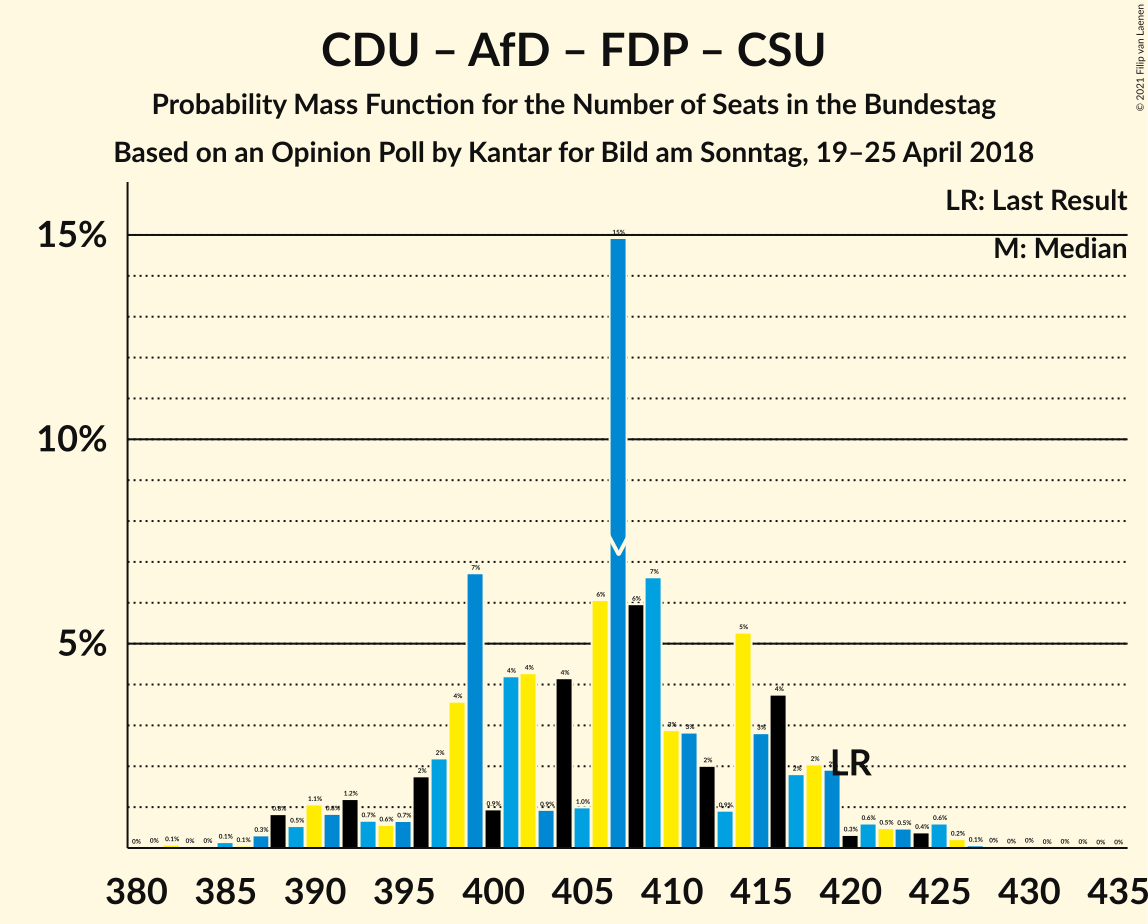 CDU – AfD – FDP – CSU
Probability Mass Function for the Number of Seats in the Bundestag
Based on an Opinion Poll by Kantar for Bild am Sonntag, 19–25 April 2018
© 2021 Filip van Laenen
LR: Last Result
M: Median
15%
10%
5%
0% 0% 0.1% 0% 0% 0.1% 0.1% 0.3% 0.8% 0.5% 1.1% 0.8% 1.2% 0.7% 0.6% 0.7% 2% 2% 4% 7% 0.9% 4% 4% 0.9% 4% 1.0% 6% 15% 6% 7% 3% 3% 2% 0.9% 5% 3% 4% 2% 2% 2% 0.3% 0.6% 0.5% 0.5% 0.4% 0.6% 0.2% 0.1% 0% 0% 0% 0% 0% 0% 0% 0%
LR
380 385 390 395 400 405 410 415 420 425 430 435